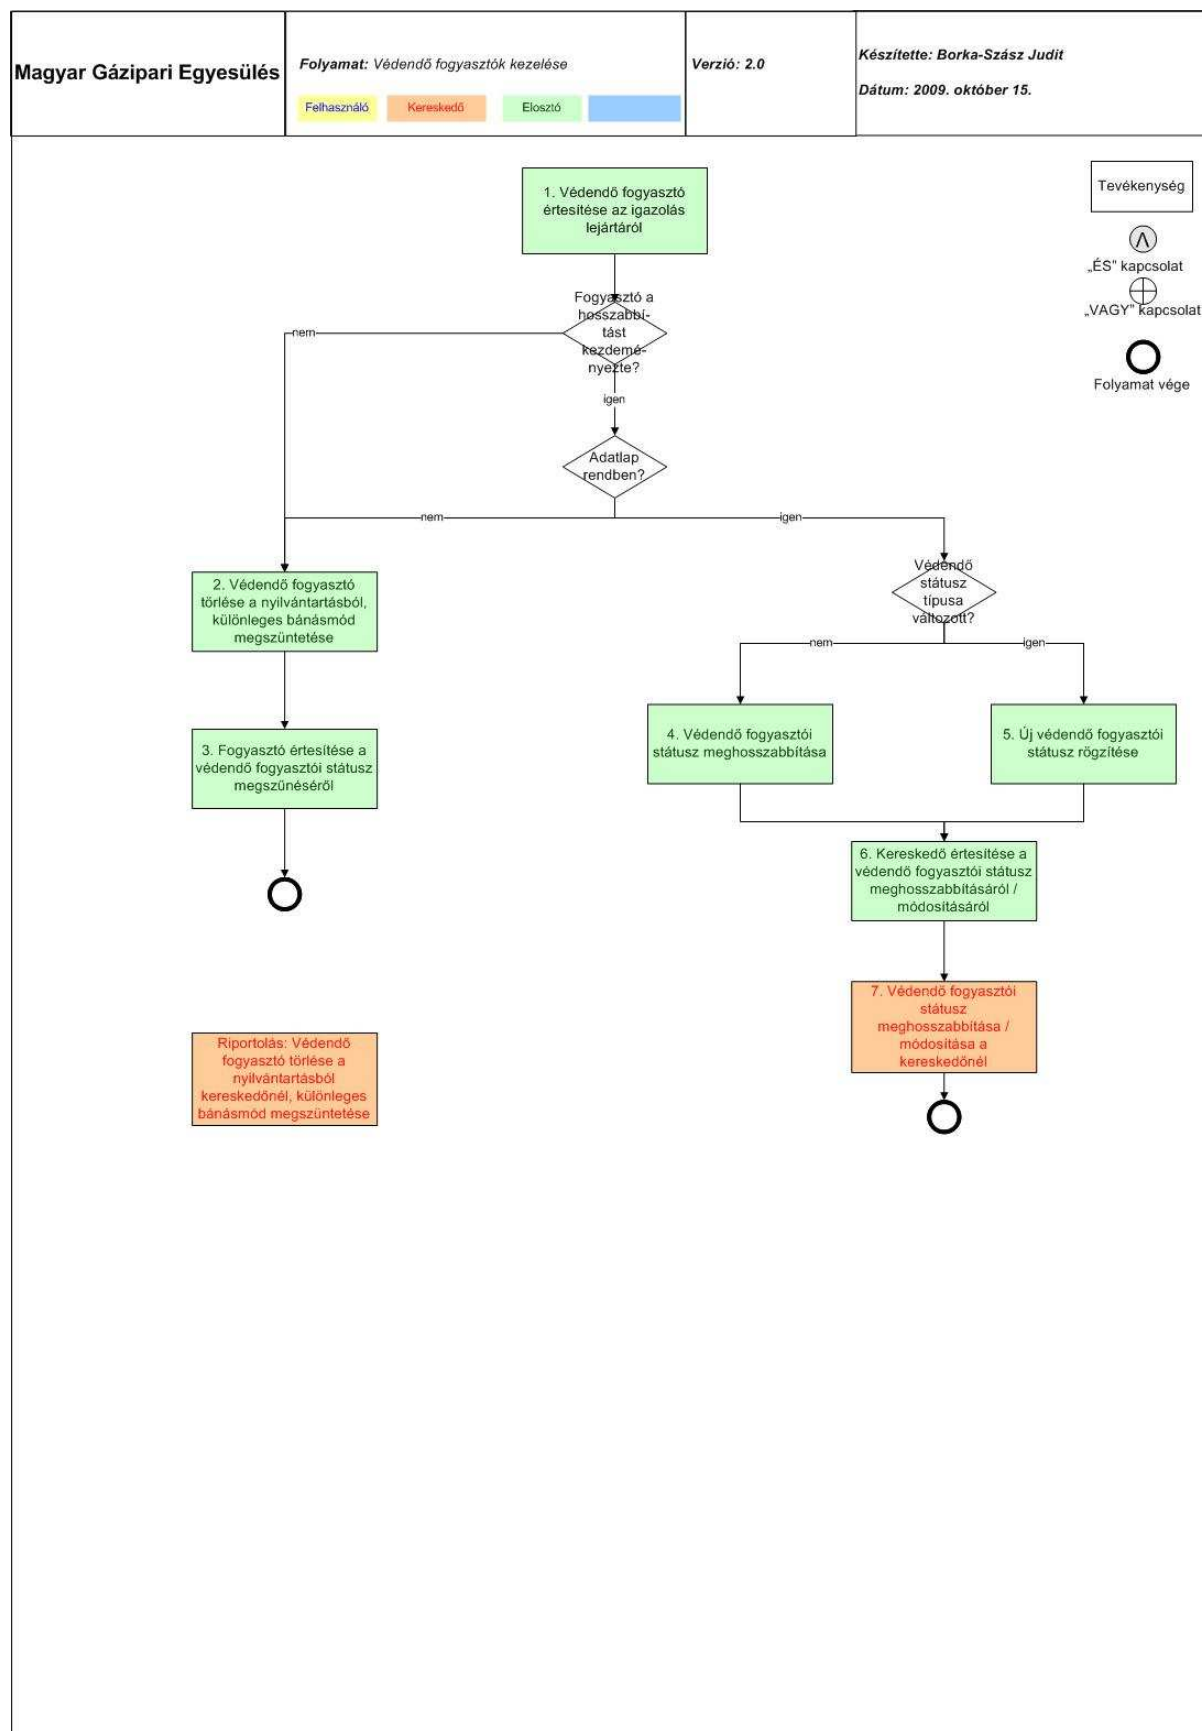 Magyar Gázipari Egyesülés
Folyamat: Védendő fogyasztók kezelése
Felhasználó
Kereskedő
Elosztó
Verzió: 2.0
Készítette: Borka-Szász Judit
Dátum: 2009. október 15.
Tevékenység
„ÉS” kapcsolat
„VAGY” kapcsolat
Folyamat vége
1. Védendő fogyasztó
értesítése az igazolás
lejártáról
Fogyasztó a
hosszabbí-
tást
kezdemé-
nyezte?
nem
igen
Adatlap
rendben?
nem
igen
2. Védendő fogyasztó
törlése a nyilvántartásból,
különleges bánásmód
megszüntetése
Védendő
státusz
típusa
változott?
nem
igen
3. Fogyasztó értesítése a
védendő fogyasztói státusz
megszűnéséről
4. Védendő fogyasztói
státusz meghosszabbítása
5. Új védendő fogyasztói
státusz rögzítése
6. Kereskedő értesítése a
védendő fogyasztói státusz
meghosszabbításáról /
módosításáról
7. Védendő fogyasztói
státusz
meghosszabbítása /
módosítása a
kereskedőnél
Riportolás: Védendő
fogyasztó törlése a
nyilvántartásból
kereskedőnél, különleges
bánásmód megszüntetése